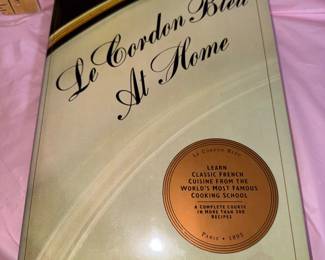 Le Cordon Bleu
At Home
LE CORDON BLEU
LEARN
CLASSIC FRENCH
CUISINE FROM THE
WORLD'S MOST FAMOUS
COOKING SCHOOL
A COMPLETE COURSE
IN MORE THAN 300
RECIPES
PARIS • 1895